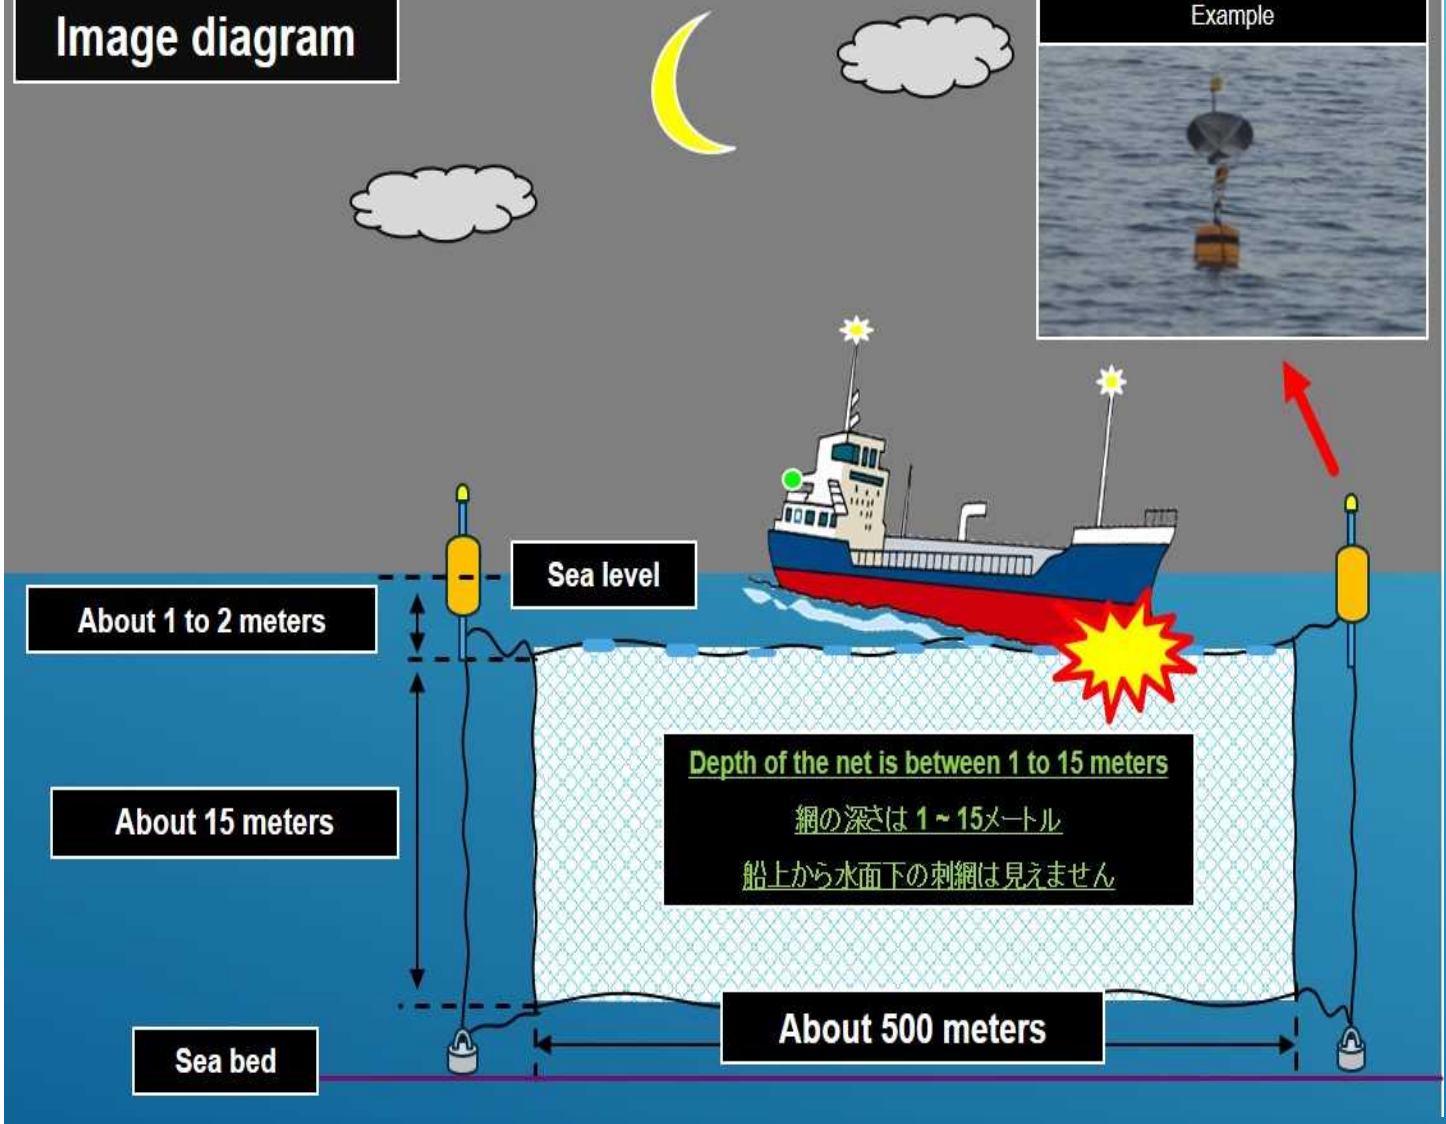 Image diagram
Example
Sea level
About 1 to 2 meters
About 15 meters
Depth of the net is between 1 to 15 meters
網の深さは 1 ~ 15メートル
船上から水面下の刺網は見えません
About 500 meters
Sea bed